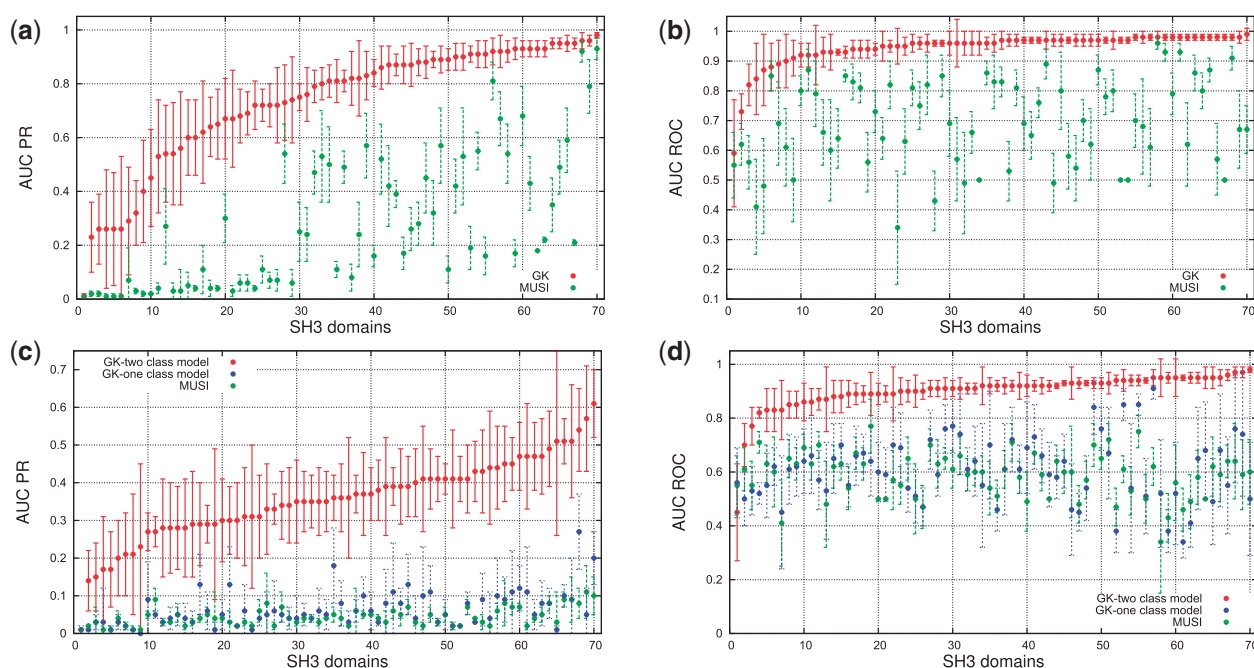 (a)
AUC PR
1
0.8
0.6
0.4
0.2
0
0 10 20 30 40 50 60 70
SH3 domains
GK
MUSI
(b)
AUC ROC
1
0.9
0.8
0.7
0.6
0.5
0.4
0.3
0.2
0.1
0 10 20 30 40 50 60 70
SH3 domains
GK
MUSI
(c)
AUC PR
GK-two class model
GK-one class model
MUSI
0.7
0.6
0.5
0.4
0.3
0.2
0.1
0
0 10 20 30 40 50 60 70
SH3 domains
(d)
AUC ROC
1
0.8
0.6
0.4
0.2
0
0 10 20 30 40 50 60 70
SH3 domains
GK-two class model
GK-one class model
MUSI